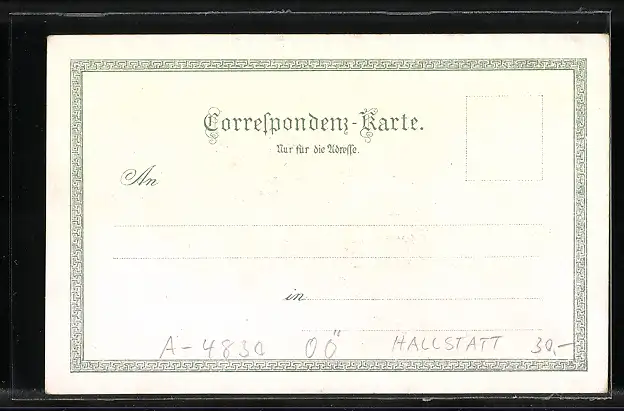 Correſpondenz-Karte.
Nur für die Adreſſe.
An
in
A-4830 OÖ HALLSTATT 30,-